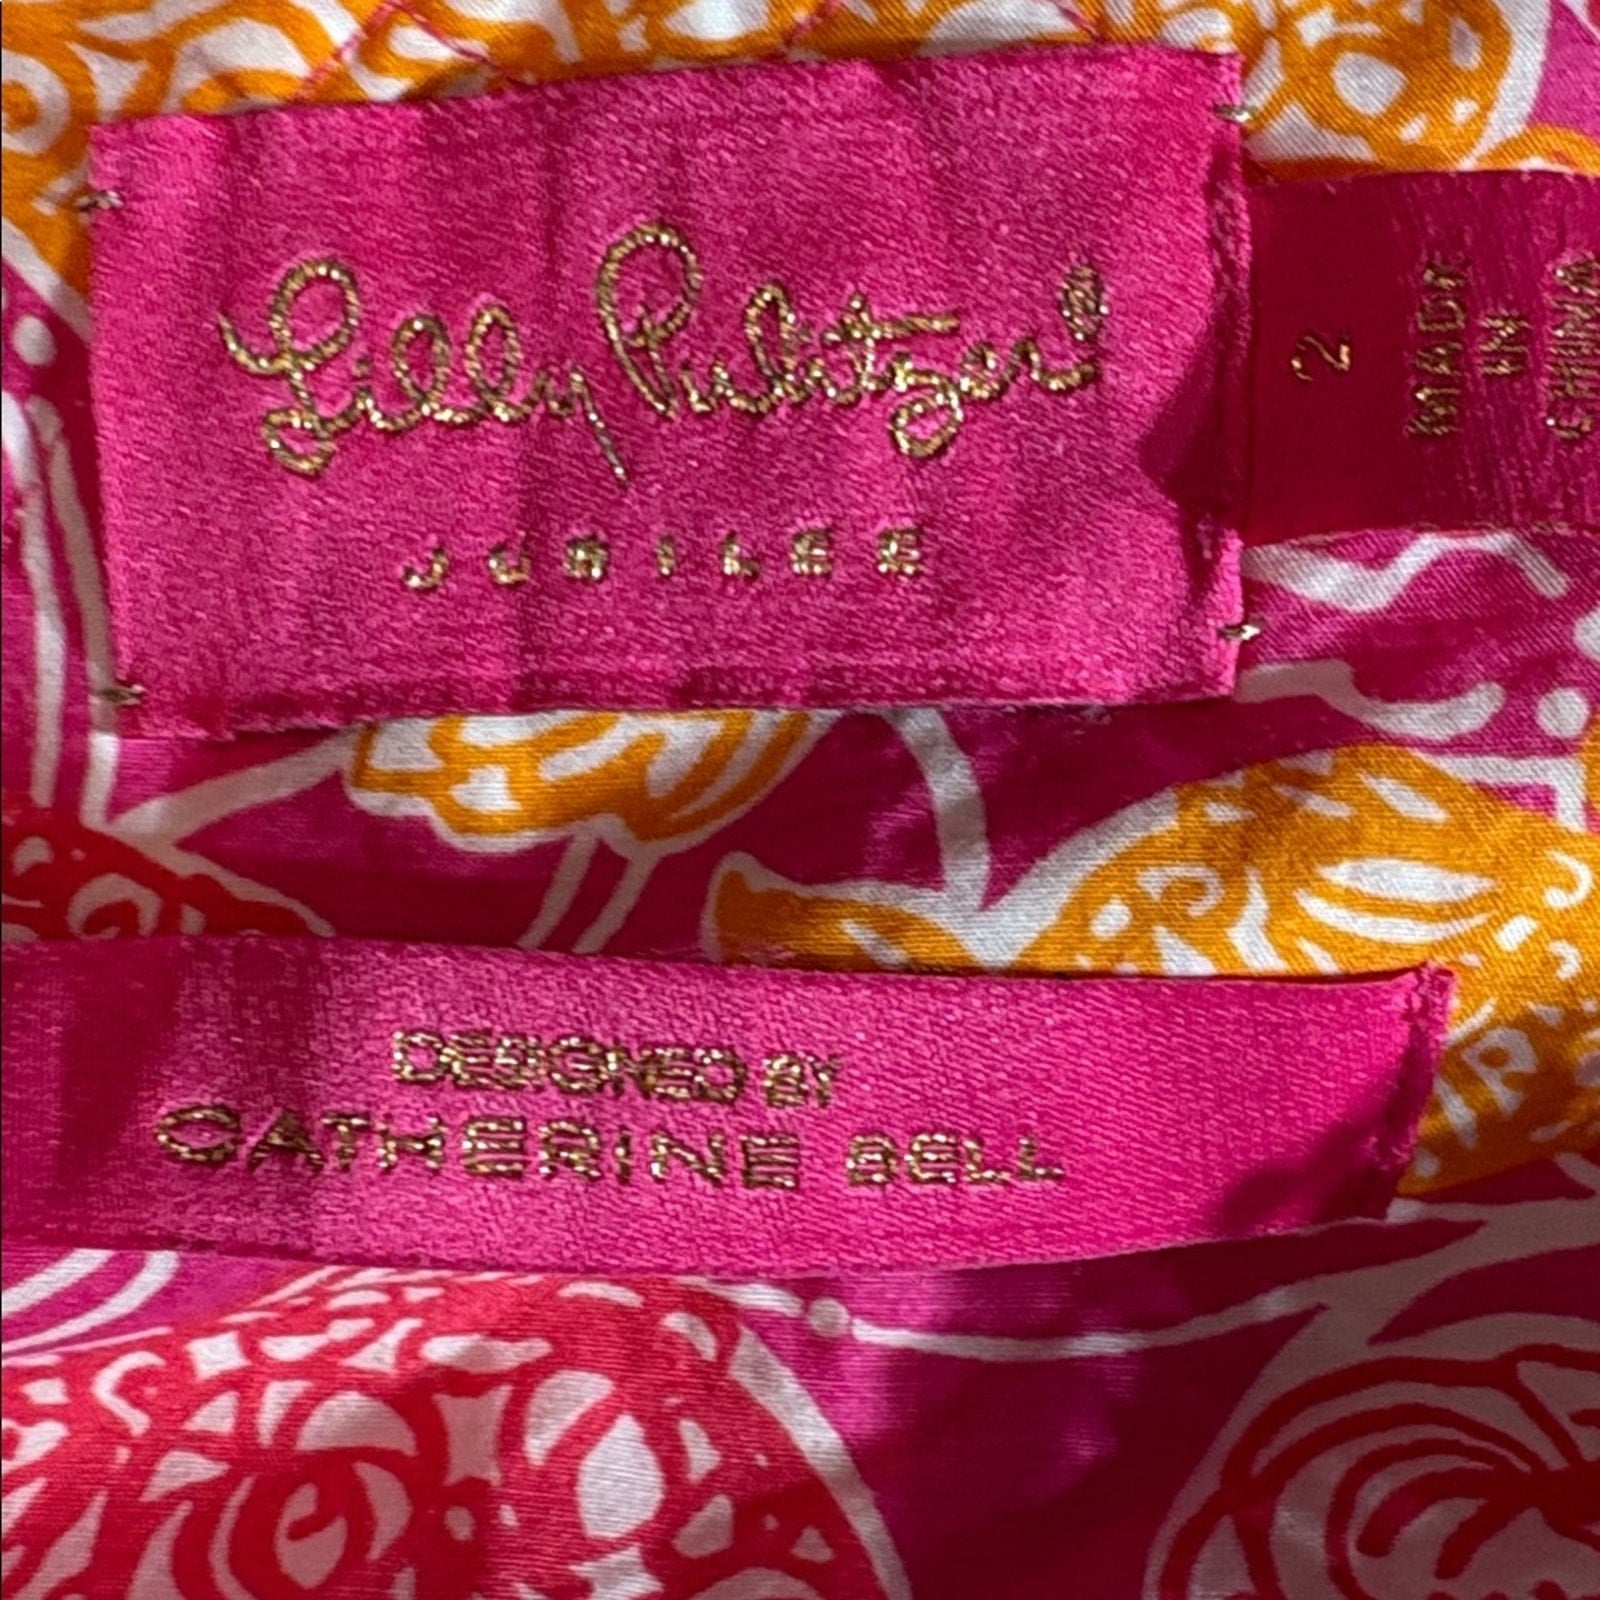 Lilly Pulitzer®
JUBILEE
2
MADE
IN
CHINA
DESIGNED BY
CATHERINE BELL